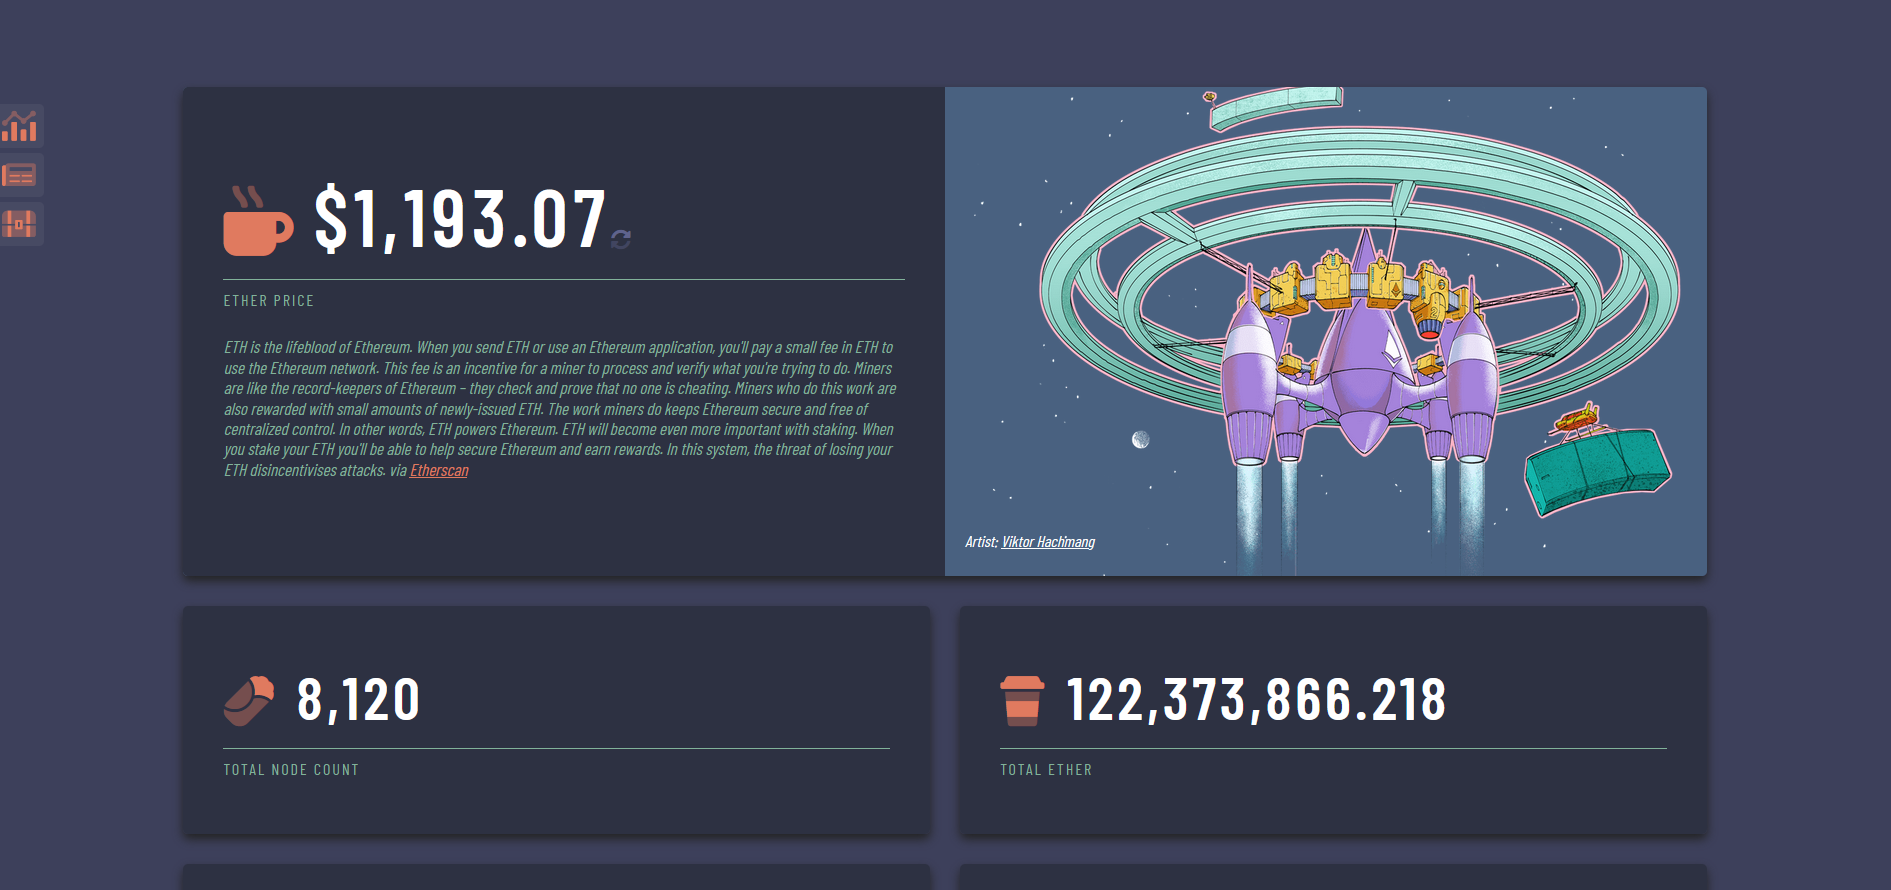 $1,193.07
ETHER PRICE
ETH is the lifeblood of Ethereum. When you send ETH or use an Ethereum application, you'll pay a small fee in ETH to
use the Ethereum network. This fee is an incentive for a miner to process and verify what you're trying to do. Miners
are like the record-keepers of Ethereum – they check and prove that no one is cheating. Miners who do this work are
also rewarded with small amounts of newly-issued ETH. The work miners do keeps Ethereum secure and free of
centralized control. In other words, ETH powers Ethereum. ETH will become even more important with staking. When
you stake your ETH you'll be able to help secure Ethereum and earn rewards. In this system, the threat of losing your
ETH disincentivises attacks. via Etherscan
Artist: Viktor Hachmang
8,120
TOTAL NODE COUNT
122,373,866.218
TOTAL ETHER